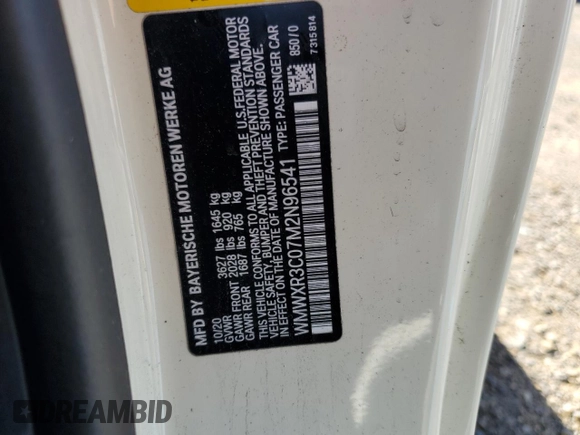 MFD BY BAYERISCHE MOTOREN WERKE AG
10/20
GVWR 3627 lbs 1645 kg
GAWR FRONT 2028 lbs 920 kg
GAWR REAR 1687 lbs 765 kg
THIS VEHICLE CONFORMS TO ALL APPLICABLE U.S. FEDERAL MOTOR
VEHICLE SAFETY, BUMPER AND THEFT PREVENTION STANDARDS
IN EFFECT ON THE DATE OF MANUFACTURE SHOWN ABOVE.
WMWXR3C07M2N96541 TYPE: PASSENGER CAR
850/0
7315814
DREAMBID